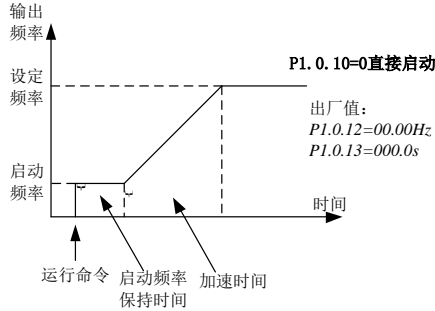 输出
频率
P1.0.10=0直接启动
设定
频率
出厂值：
P1.0.12=00.00Hz
P1.0.13=000.0s
启动
频率
时间
运行命令
启动频率
保持时间
加速时间